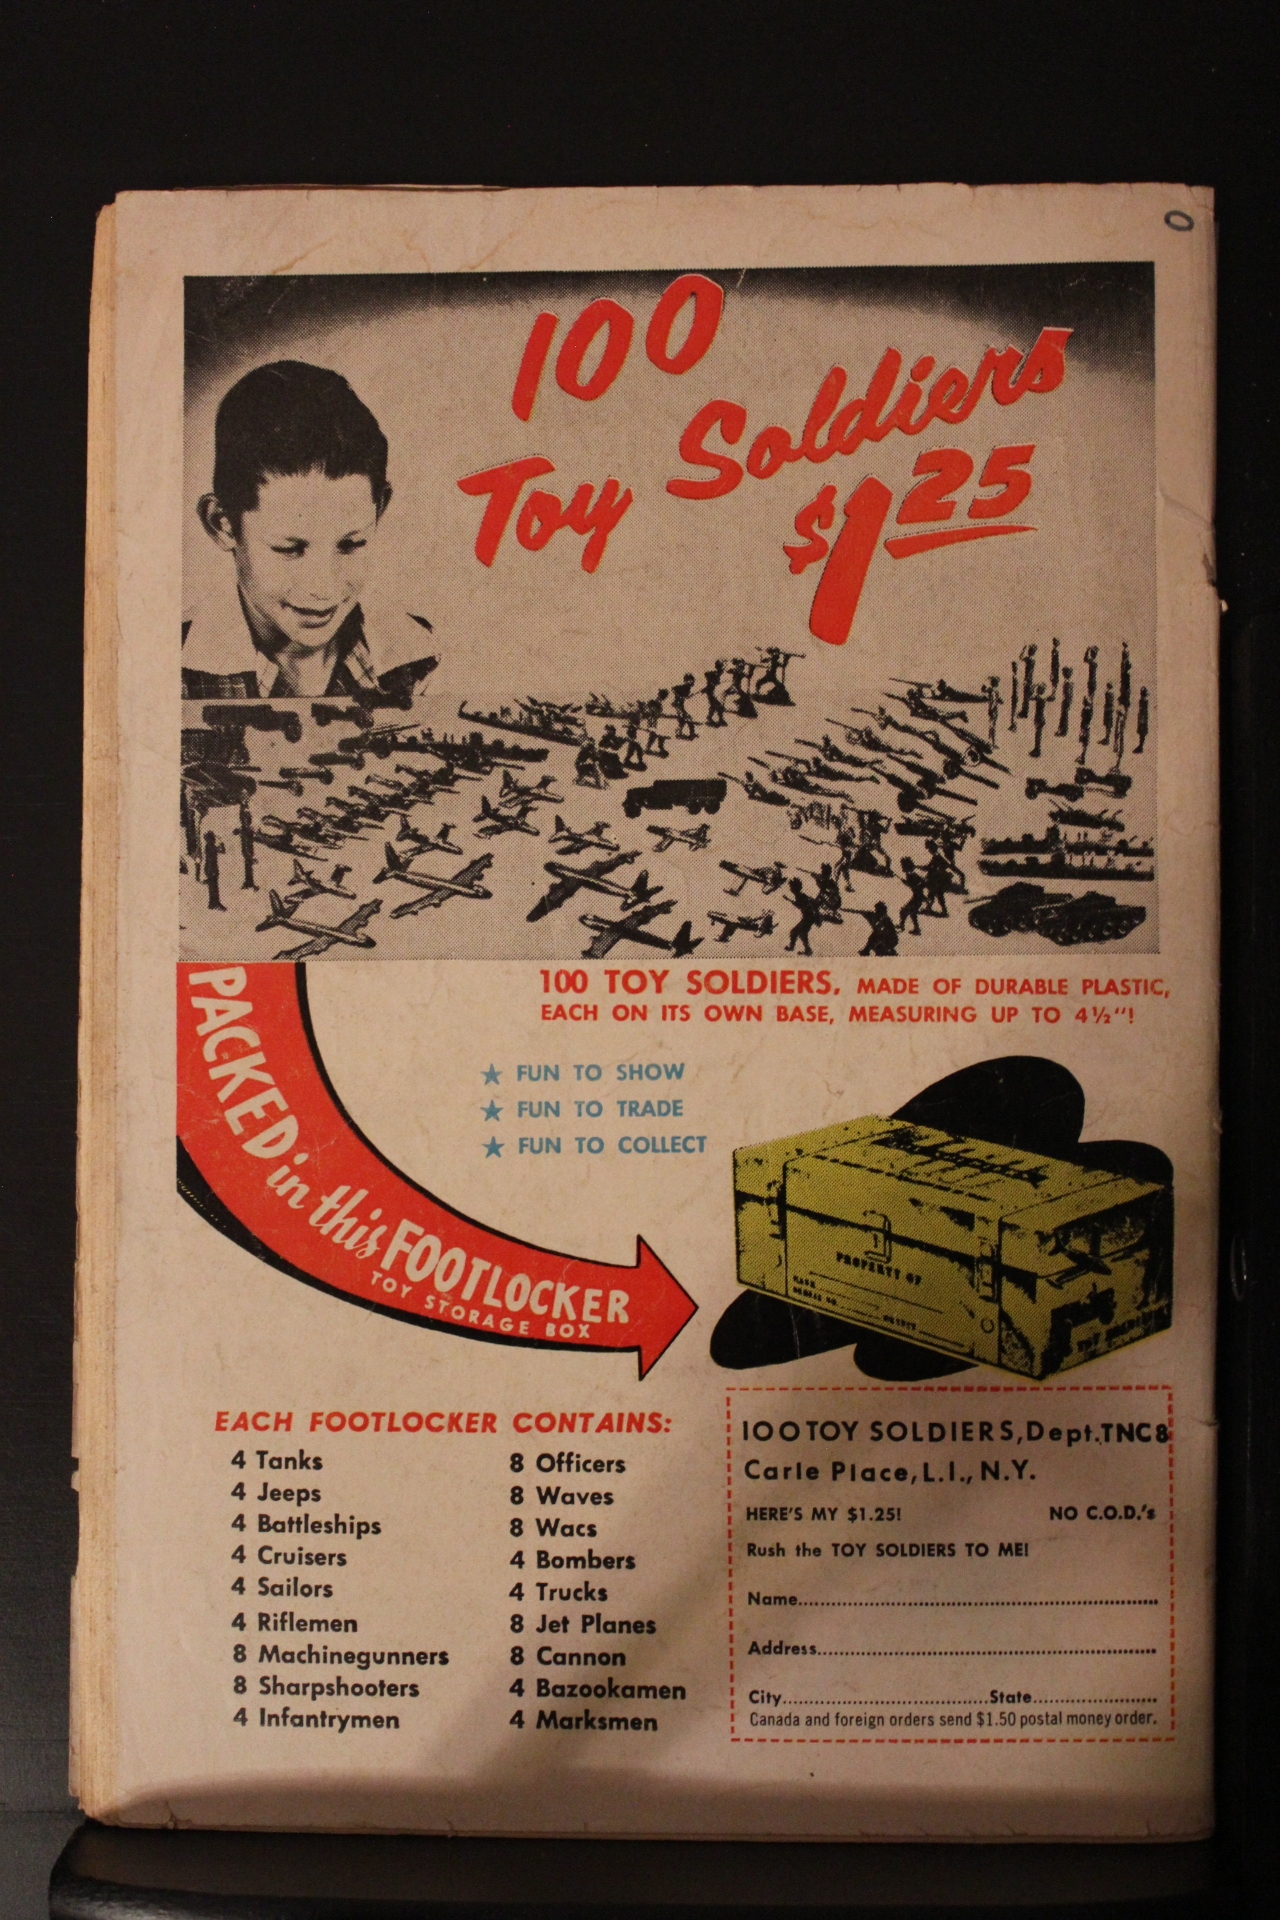 0
100
Toy Soldiers
$1 25
PACKED in this FOOTLOCKER
TOY STORAGE BOX
100 TOY SOLDIERS, MADE OF DURABLE PLASTIC,
EACH ON ITS OWN BASE, MEASURING UP TO 4½"!
★ FUN TO SHOW
★ FUN TO TRADE
★ FUN TO COLLECT
PROPERTY OF
TOY SOLDIERS
EACH FOOTLOCKER CONTAINS:
4 Tanks
4 Jeeps
4 Battleships
4 Cruisers
4 Sailors
4 Riflemen
8 Machinegunners
8 Sharpshooters
4 Infantrymen
8 Officers
8 Waves
8 Wacs
4 Bombers
4 Trucks
8 Jet Planes
8 Cannon
4 Bazookamen
4 Marksmen
100 TOY SOLDIERS, Dept. TNC8
Carle Place, L.I., N.Y.
HERE'S MY $1.25! NO C.O.D.'s
Rush the TOY SOLDIERS TO ME!
Name
Address
City State
Canada and foreign orders send $1.50 postal money order.